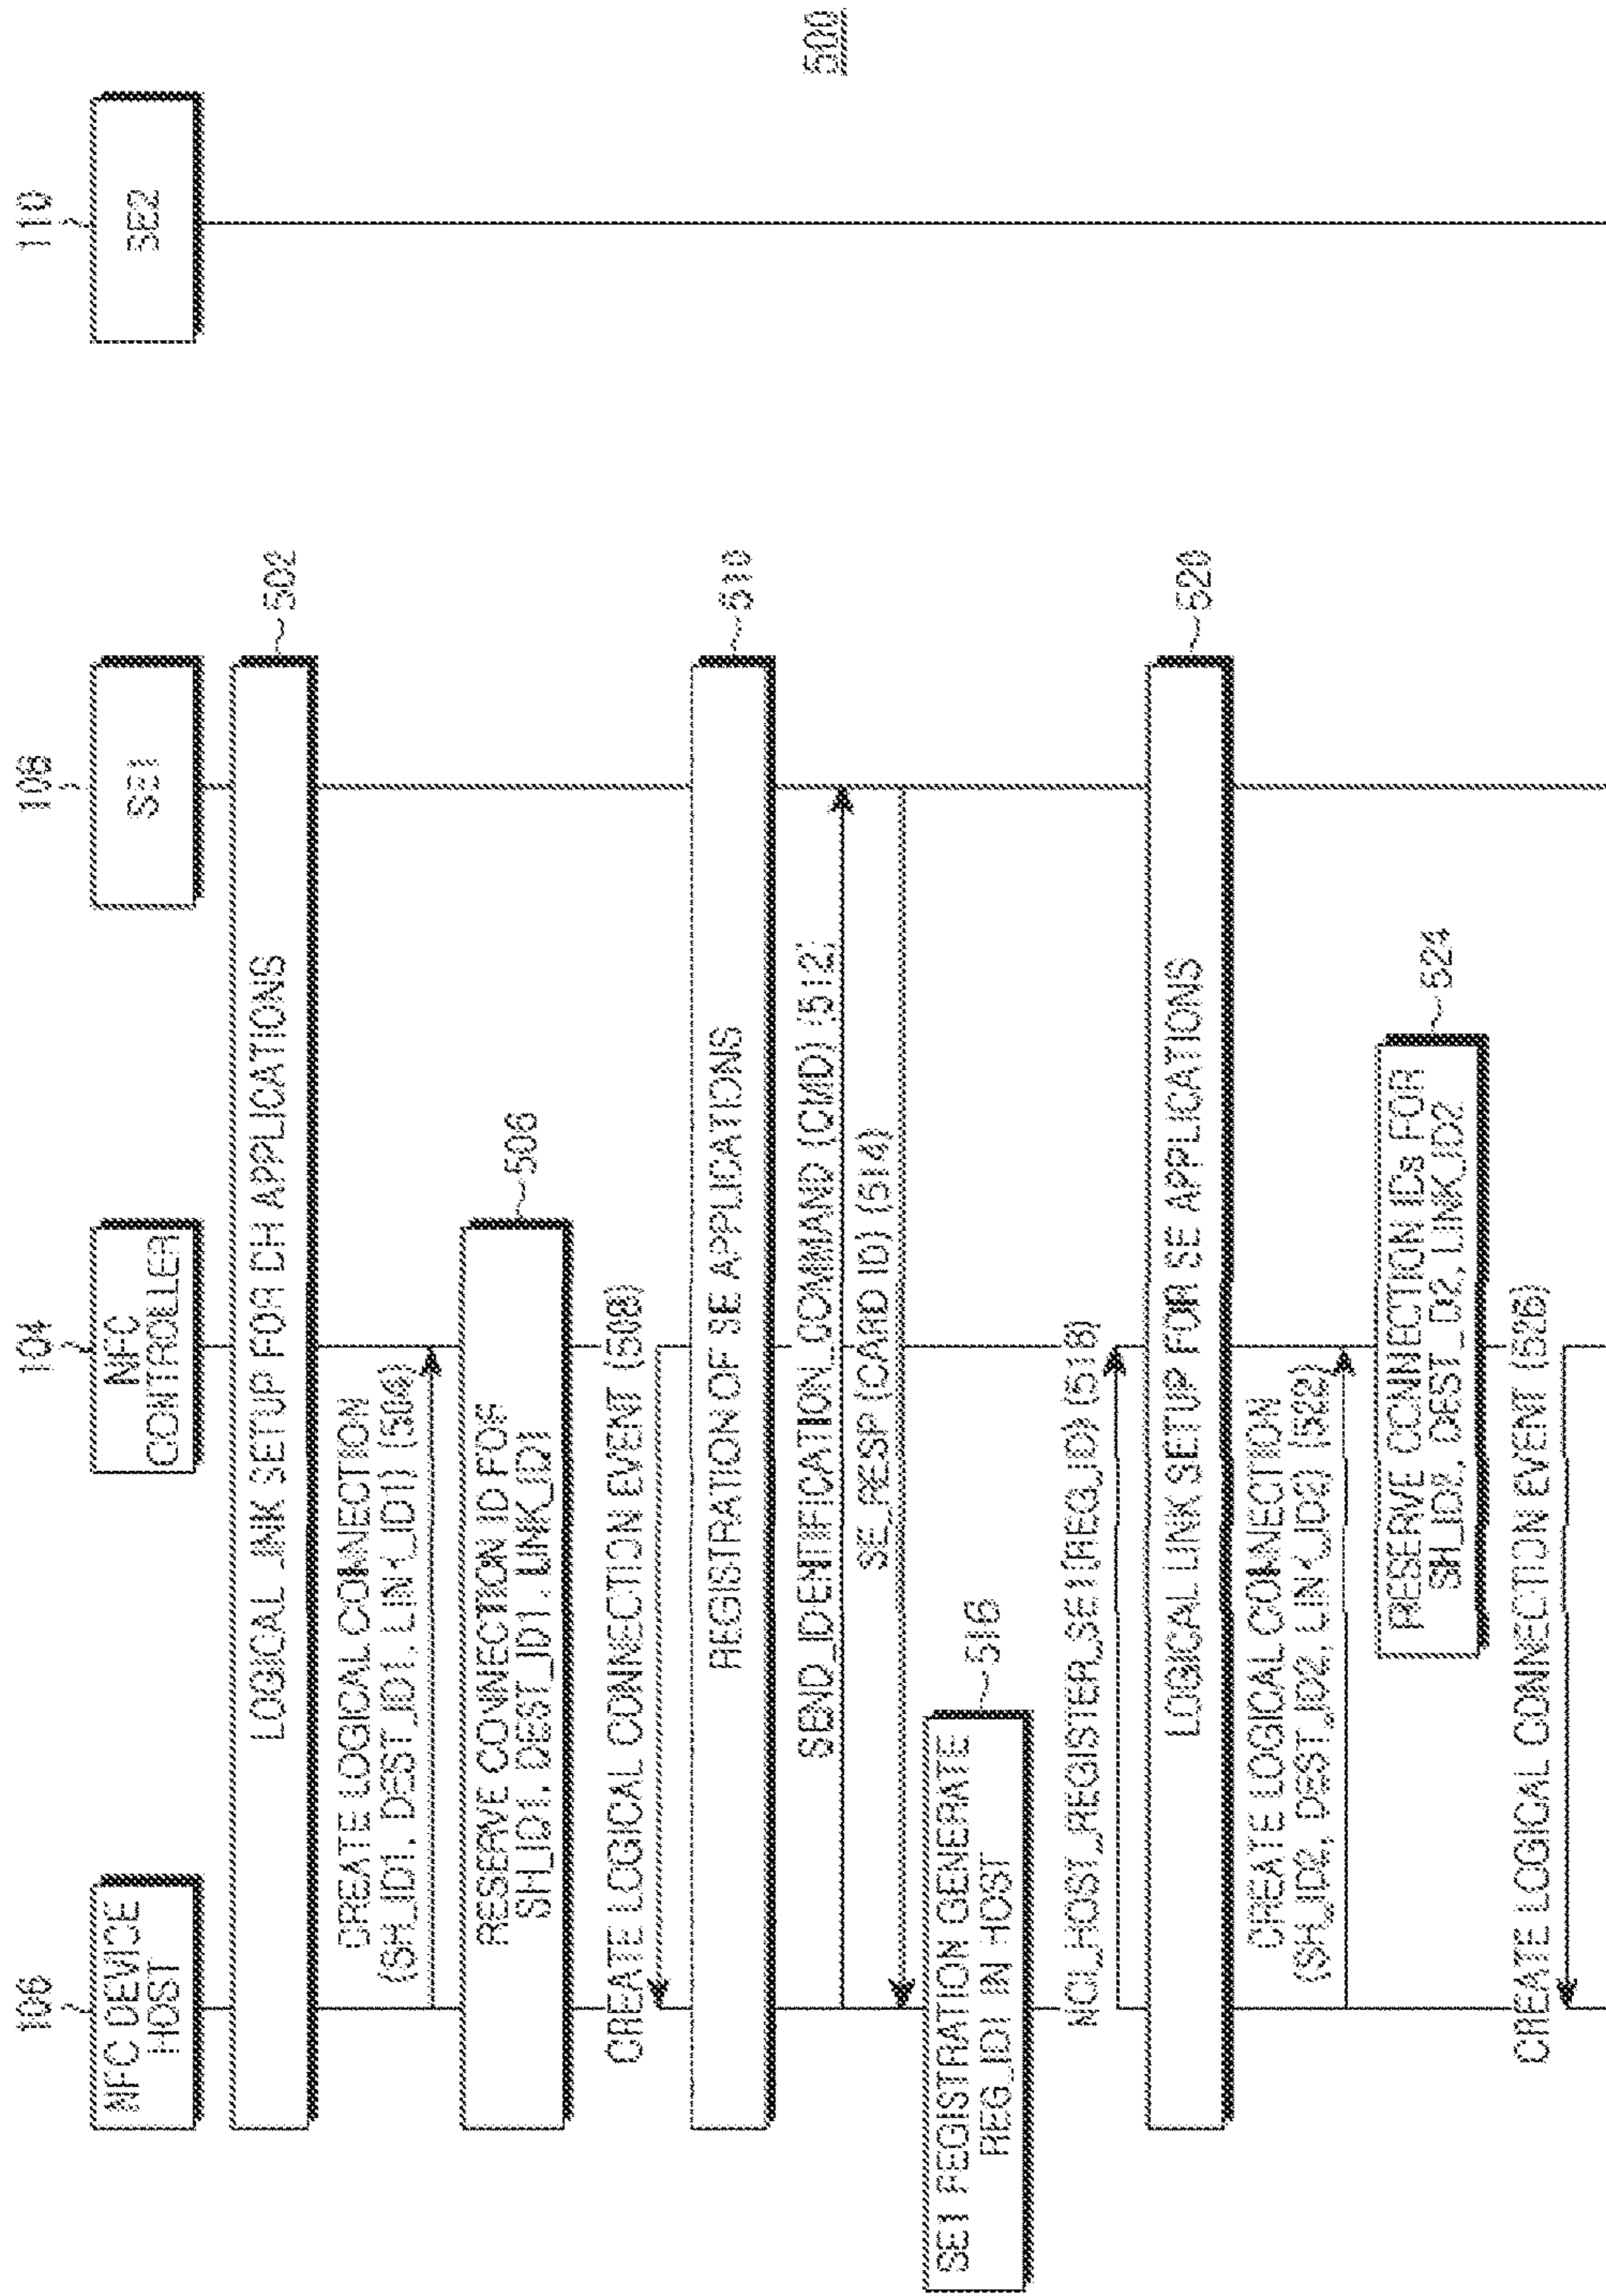 500
106
NFC DEVICE
HOST
104
NFC
CONTROLLER
108
SE1
110
SE2
LOGICAL LINK SETUP FOR DH APPLICATIONS
502
CREATE LOGICAL CONNECTION
(SH_ID1, DEST_ID1, LINK_ID1) (504)
RESERVE CONNECTION ID FOR
SH_ID1, DEST_ID1, LINK_ID1
506
CREATE LOGICAL CONNECTION EVENT (508)
REGISTRATION OF SE APPLICATIONS
510
SEND_IDENTIFICATION_COMMAND (CMD) (512)
SE_RESP (CARD ID) (514)
SE1 REGISTRATION GENERATE
REG_ID1 IN HOST
516
NCI_HOST_REGISTER_SE1(REG_ID) (518)
LOGICAL LINK SETUP FOR SE APPLICATIONS
520
CREATE LOGICAL CONNECTION
(SH_ID2, DEST_ID2, LINK_ID2) (522)
RESERVE CONNECTION IDs FOR
SH_ID2, DEST_ID2, LINK_ID2
524
CREATE LOGICAL CONNECTION EVENT (526)